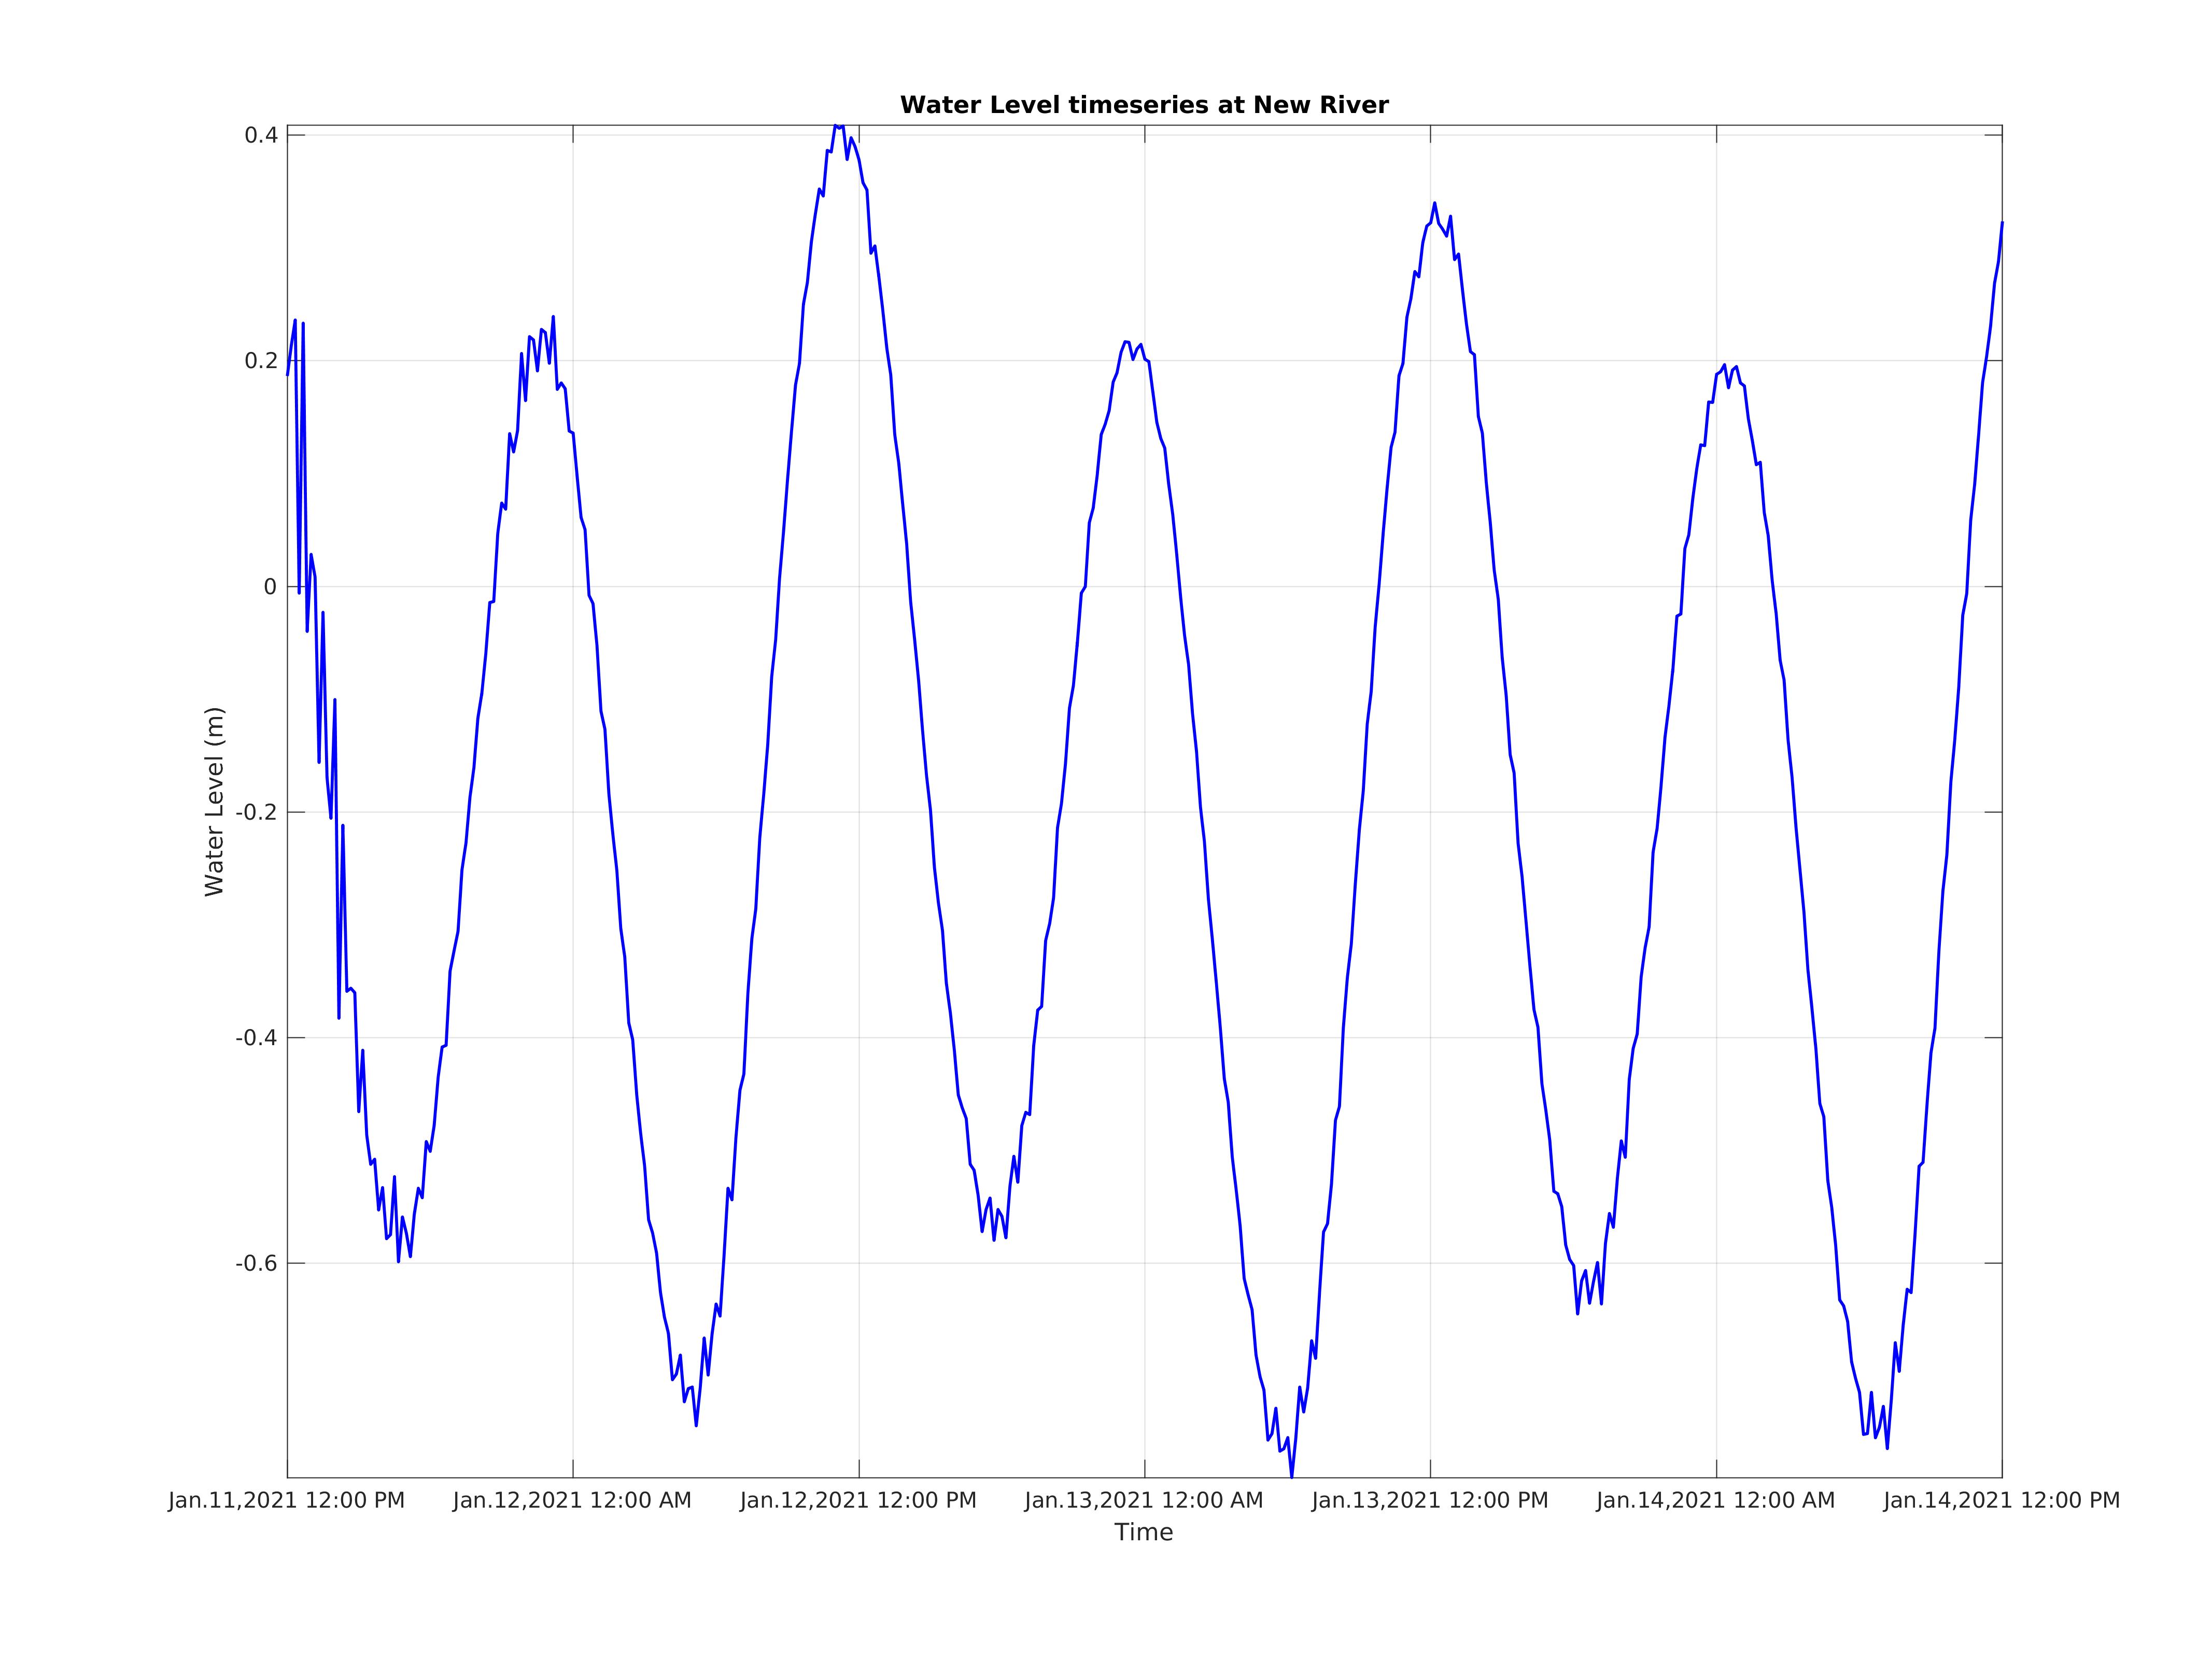 Water Level timeseries at New River
0.4
0.2
0
-0.2
-0.4
-0.6
Water Level (m)
Jan.11,2021 12:00 PM Jan.12,2021 12:00 AM Jan.12,2021 12:00 PM Jan.13,2021 12:00 AM Jan.13,2021 12:00 PM Jan.14,2021 12:00 AM Jan.14,2021 12:00 PM
Time